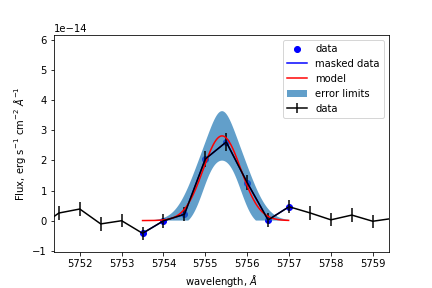 1e−14
6
5
4
3
2
1
0
−1
Flux, erg s⁻¹ cm⁻² Å⁻¹
data
masked data
model
error limits
data
5752 5753 5754 5755 5756 5757 5758 5759
wavelength, Å